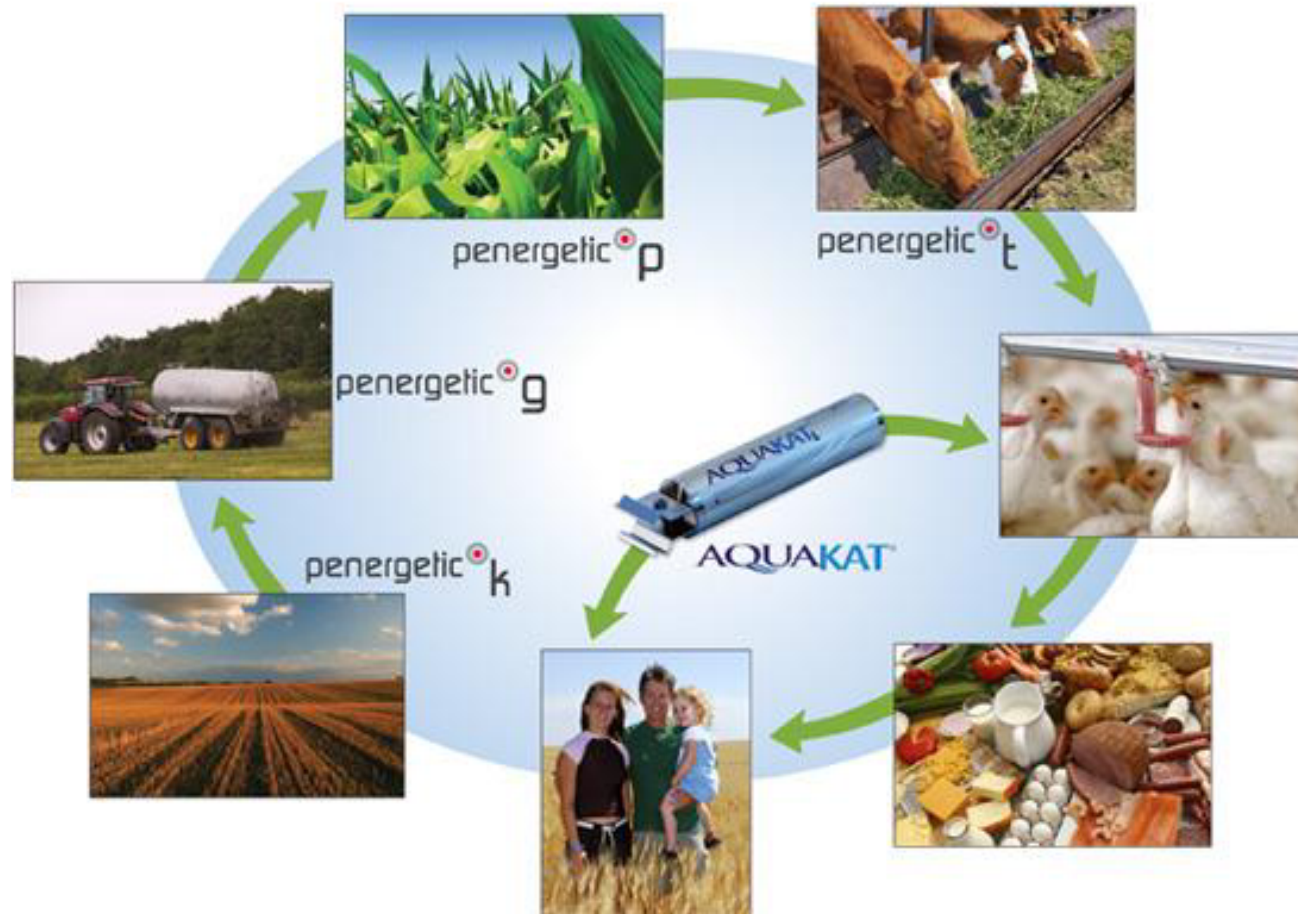 penergetic p
penergetic t
penergetic g
AQUAKAT
AQUAKAT®
penergetic k